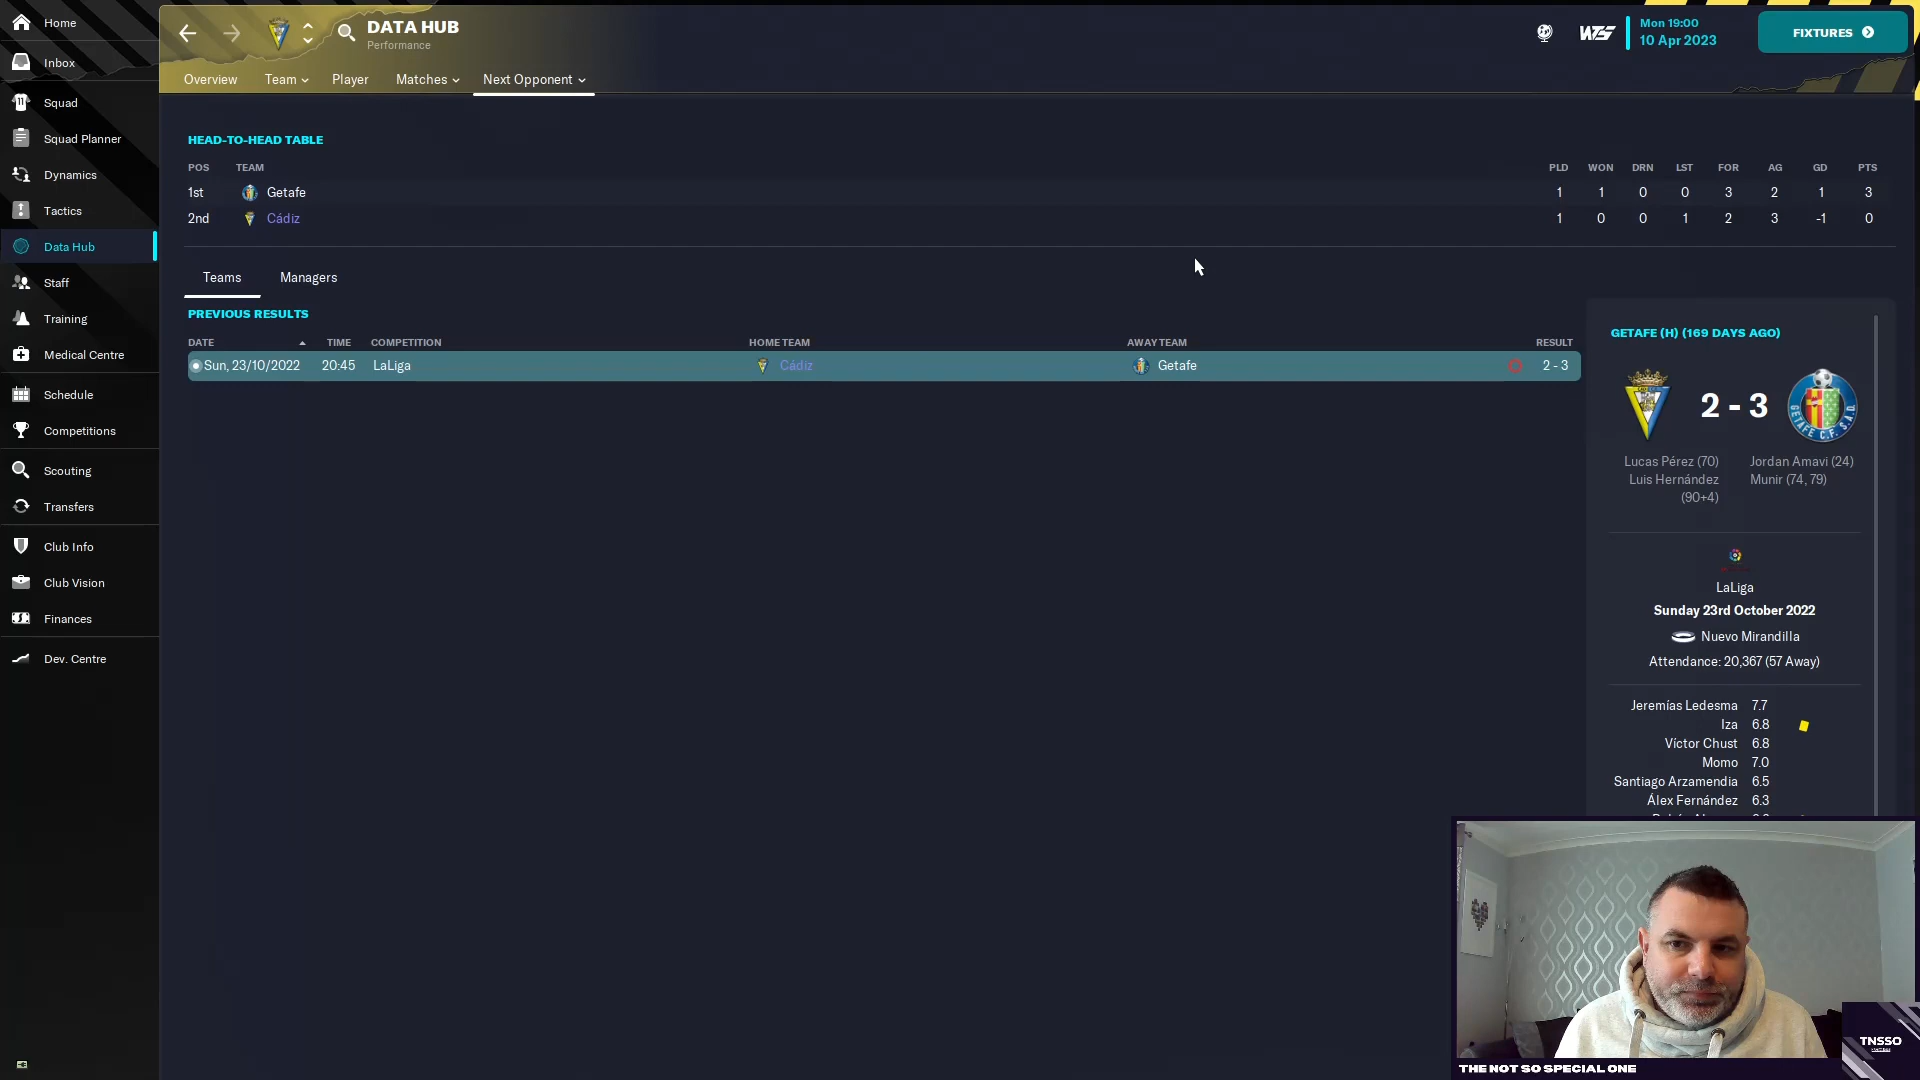 Home
Inbox
Squad
Squad Planner
Dynamics
Tactics
Data Hub
Staff
Training
Medical Centre
Schedule
Competitions
Scouting
Transfers
Club Info
Club Vision
Finances
Dev. Centre
DATA HUB
Performance
Mon 19:00
10 Apr 2023
FIXTURES
Overview Team Player Matches Next Opponent
HEAD-TO-HEAD TABLE
POS TEAM PLD WON DRN LST FOR AG GD PTS
1st Getafe 1 1 0 0 3 2 1 3
2nd Cádiz 1 0 0 1 2 3 -1 0
Teams Managers
PREVIOUS RESULTS
DATE TIME COMPETITION HOME TEAM AWAY TEAM RESULT
Sun, 23/10/2022 20:45 LaLiga Cádiz Getafe 2 - 3
GETAFE (H) (169 DAYS AGO)
2 - 3
GETAFE C.F. S.A.D.
Lucas Pérez (70)
Luis Hernández
(90+4)
Jordan Amavi (24)
Munir (74, 79)
LaLiga
Sunday 23rd October 2022
Nuevo Mirandilla
Attendance: 20,367 (57 Away)
Jeremías Ledesma 7.7
Iza 6.8
Víctor Chust 6.8
Momo 7.0
Santiago Arzamendia 6.5
Álex Fernández 6.3
TNSSO
THE NOT SO SPECIAL ONE